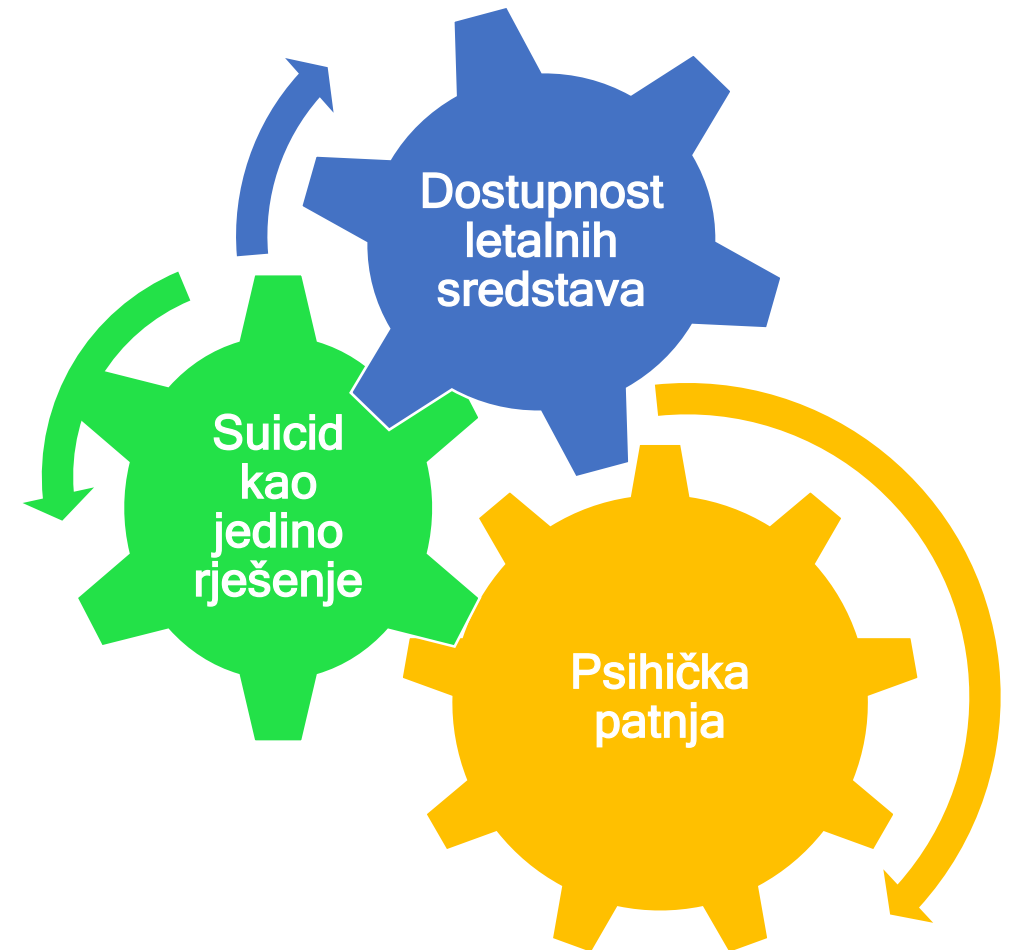 Dostupnost
letalnih
sredstava
Suicid
kao
jedino
rješenje
Psihička
patnja